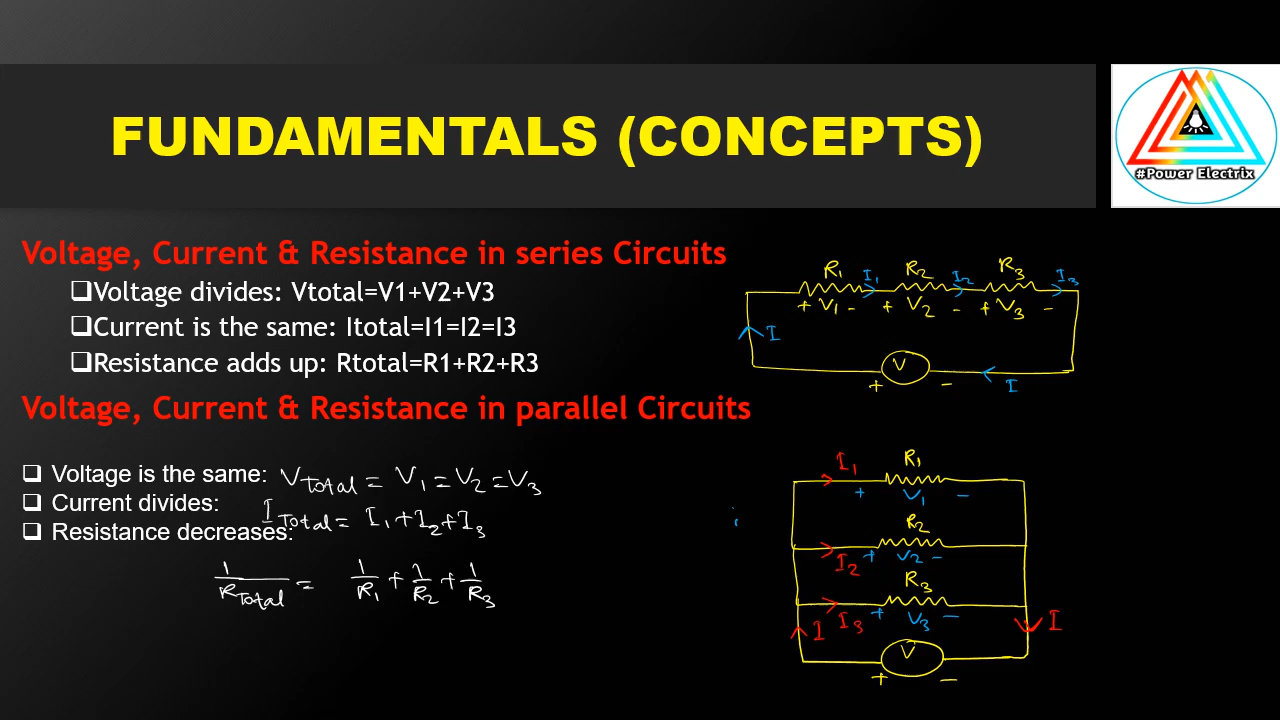 FUNDAMENTALS (CONCEPTS)
#Power Electrix
Voltage, Current & Resistance in series Circuits
❑Voltage divides: Vtotal=V1+V2+V3
❑Current is the same: Itotal=I1=I2=I3
❑Resistance adds up: Rtotal=R1+R2+R3
R1 I1 R2 I2 R3 I3
+ V1 - + V2 - + V3 -
I
V
+ - I
Voltage, Current & Resistance in parallel Circuits
❑ Voltage is the same: VTotal = V1 = V2 = V3
❑ Current divides: ITotal = I1+I2+I3
❑ Resistance decreases:
1/RTotal = 1/R1 + 1/R2 + 1/R3
I1 R1
+ V1 -
R2
I2 + V2 -
R3
I3 + V3 -
I I
V
+ -